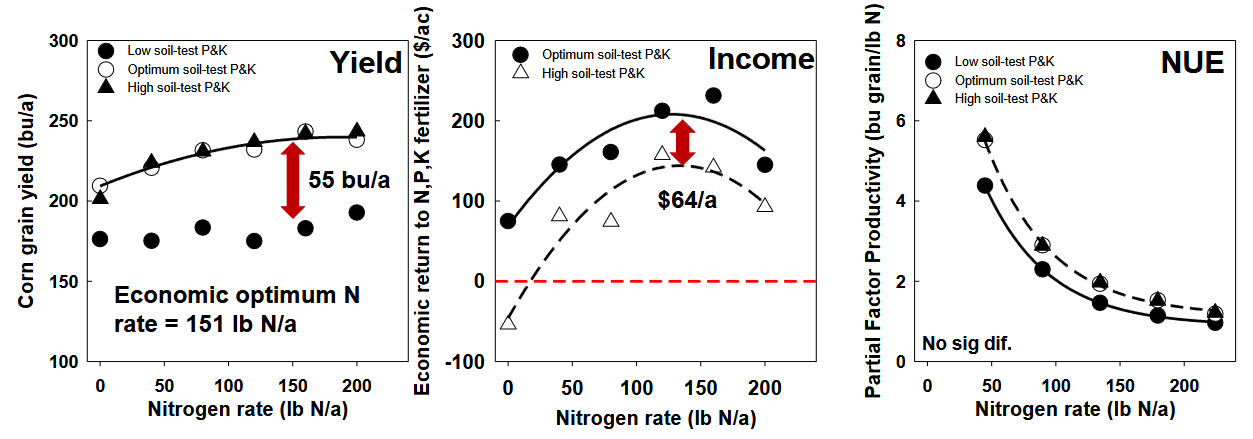 Yield
Low soil-test P&K
Optimum soil-test P&K
High soil-test P&K
Corn grain yield (bu/a)
300
250
200
150
100
55 bu/a
Economic optimum N
rate = 151 lb N/a
0
50
100
150
200
Nitrogen rate (lb N/a)
Income
Optimum soil-test P&K
High soil-test P&K
Economic return to N,P,K fertilizer ($/ac)
300
200
100
0
-100
$64/a
0
50
100
150
200
Nitrogen rate (lb N/a)
NUE
Low soil-test P&K
Optimum soil-test P&K
High soil-test P&K
Partial Factor Productivity (bu grain/lb N)
8
6
4
2
0
No sig dif.
0
50
100
150
200
Nitrogen rate (lb N/a)